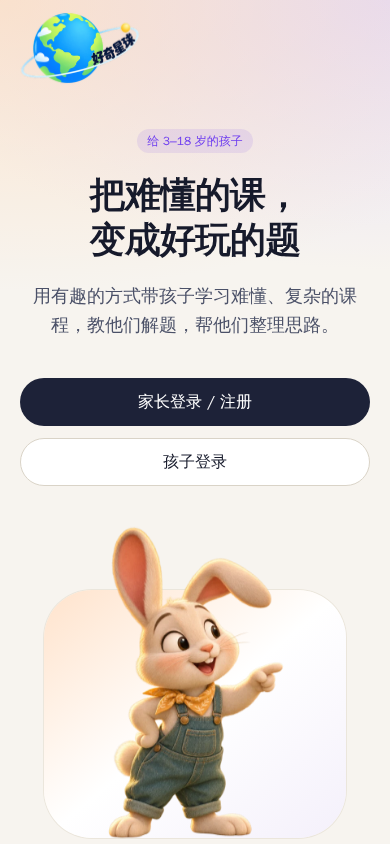 好奇星球
给 3–18 岁的孩子
把难懂的课，
变成好玩的题
用有趣的方式带孩子学习难懂、复杂的课
程，教他们解题，帮他们整理思路。
家长登录 / 注册
孩子登录